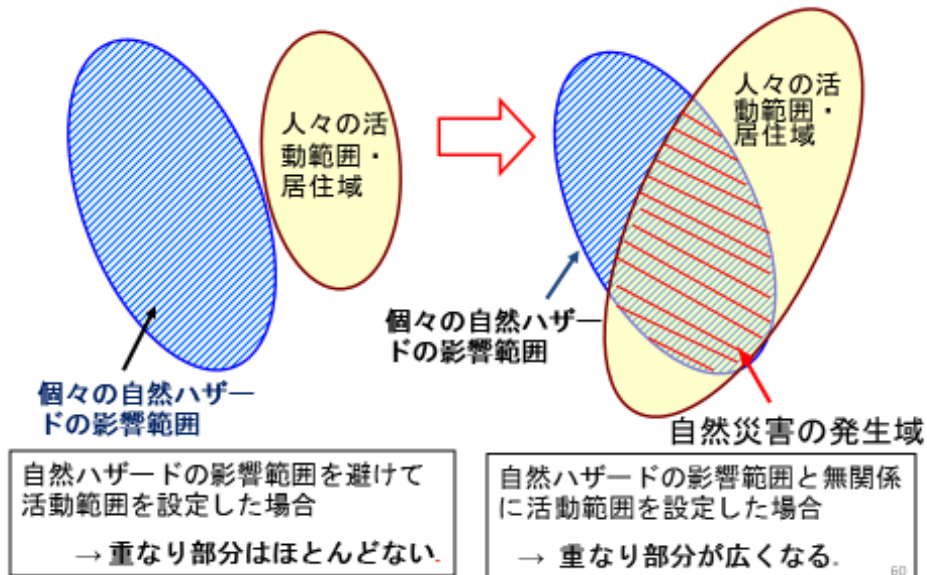 人々の活
動範囲・
居住域
個々の自然ハザー
ドの影響範囲
自然ハザードの影響範囲を避けて
活動範囲を設定した場合
→ 重なり部分はほとんどない.
人々の活
動範囲・
居住域
個々の自然ハザー
ドの影響範囲
自然災害の発生域
自然ハザードの影響範囲と無関係
に活動範囲を設定した場合
→ 重なり部分が広くなる.
60